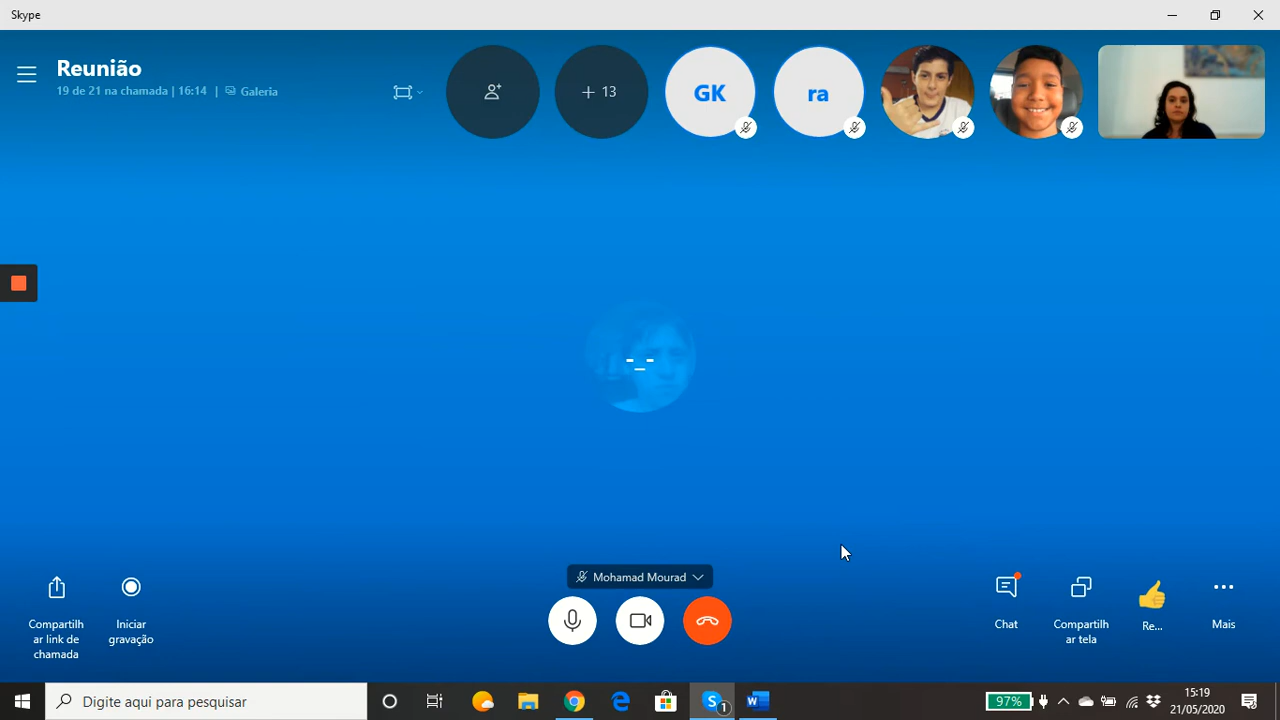 Skype
Reunião
19 de 21 na chamada | 16:14 | Galeria
+ 13
GK
ra
-_-
Mohamad Mourad
Compartilh
ar link de
chamada
Iniciar
gravação
Chat
Compartilh
ar tela
Re...
Mais
Digite aqui para pesquisar
1
97%
15:19
21/05/2020